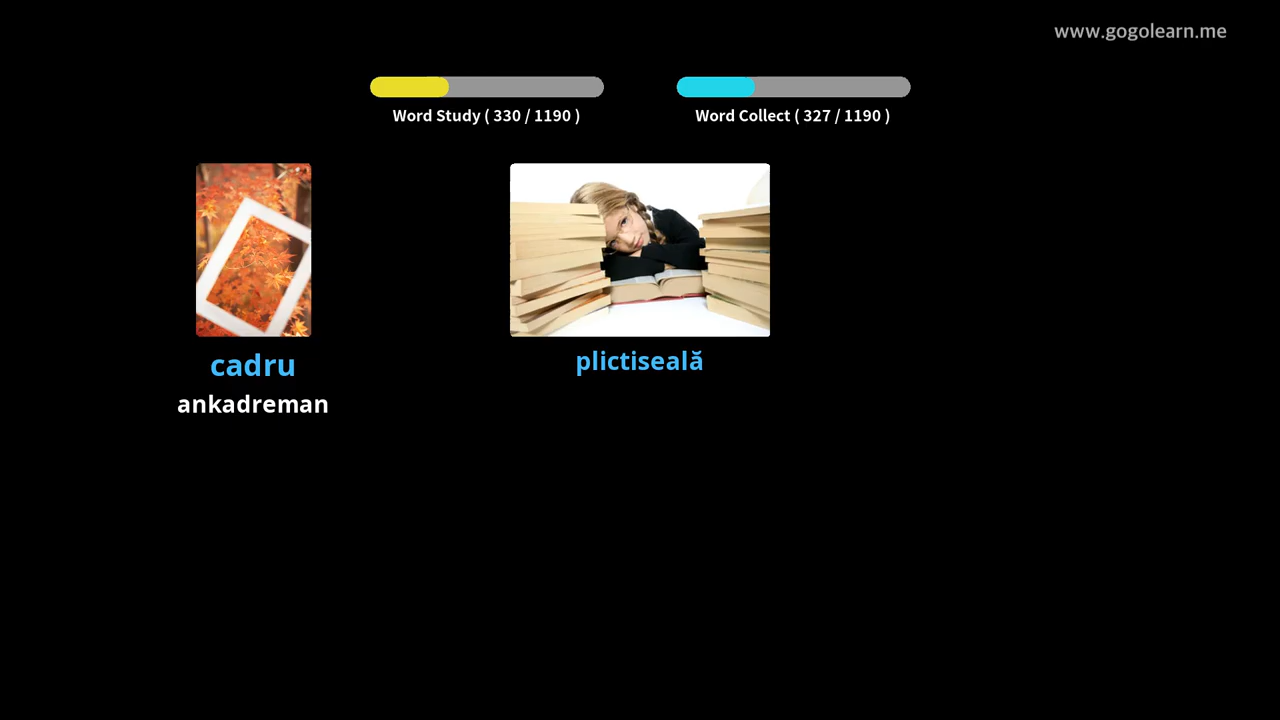 www.gogolearn.me
Word Study ( 330 / 1190 )
Word Collect ( 327 / 1190 )
cadru
ankadreman
plictiseală